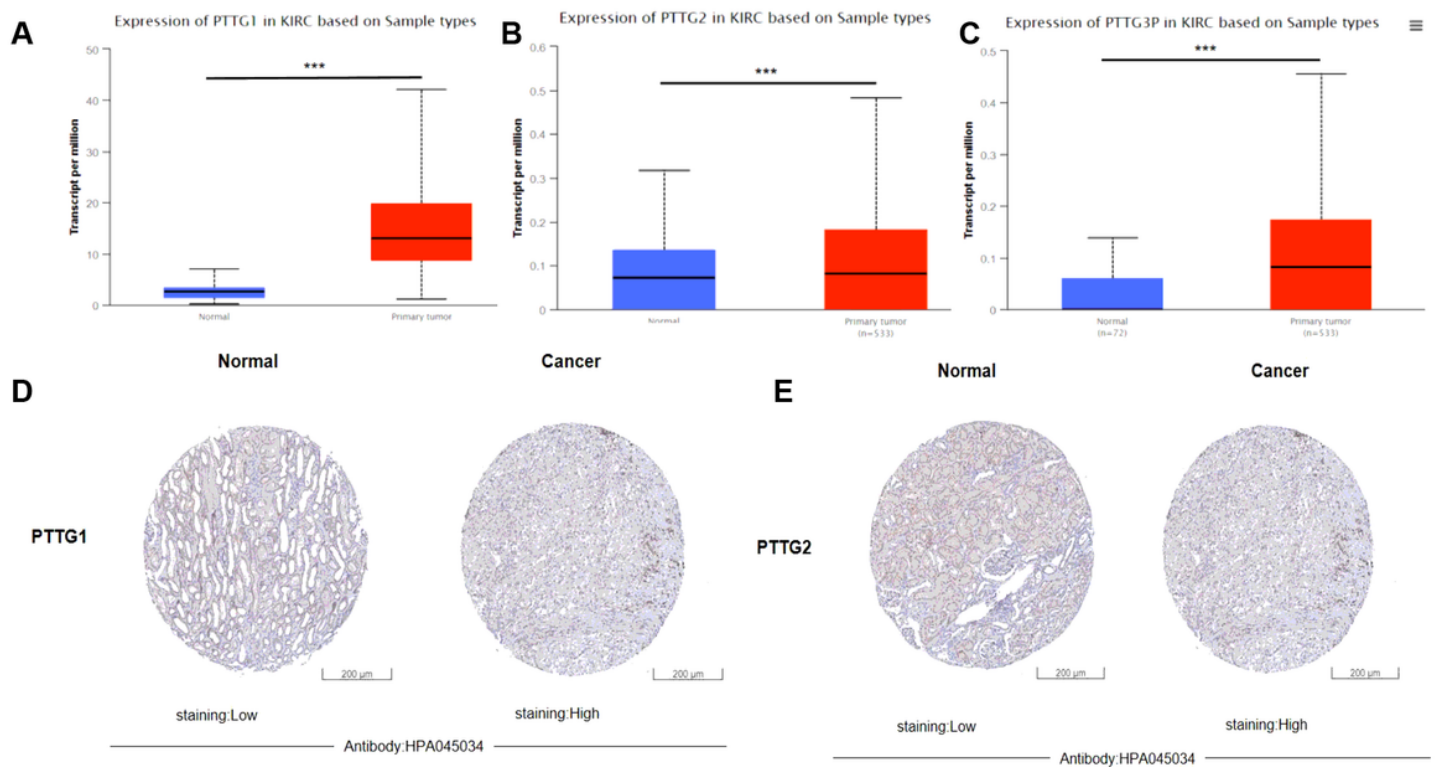 A
Expression of PTTG1 in KIRC based on Sample types
***
Transcript per million
50
40
30
20
10
0
Normal
Primary tumor
B
Expression of PTTG2 in KIRC based on Sample types
***
Transcript per million
0.6
0.5
0.4
0.3
0.2
0.1
0
Normal
Primary tumor
(n=533)
C
Expression of PTTG3P in KIRC based on Sample types
***
Transcript per million
0.5
0.4
0.3
0.2
0.1
0
Normal
(n=72)
Primary tumor
(n=533)
D
Normal
Cancer
PTTG1
200 µm
200 µm
staining:Low
staining:High
Antibody:HPA045034
E
Normal
Cancer
PTTG2
200 µm
200 µm
staining:Low
staining:High
Antibody:HPA045034